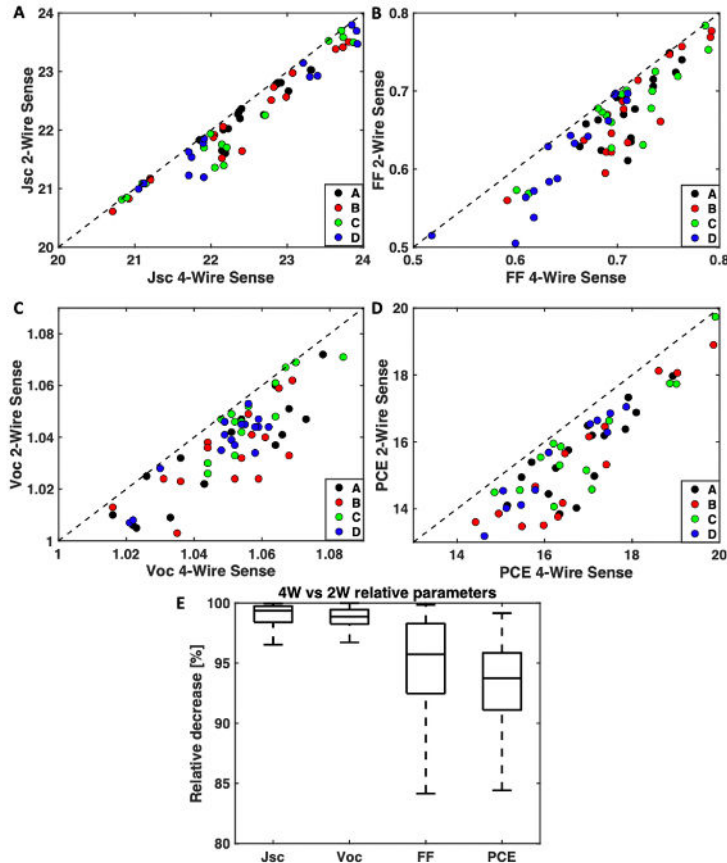 A
24
23
22
21
20
20 21 22 23 24
Jsc 2-Wire Sense
Jsc 4-Wire Sense
A
B
C
D
B
0.8
0.7
0.6
0.5
0.5 0.6 0.7 0.8
FF 2-Wire Sense
FF 4-Wire Sense
A
B
C
D
C
1.08
1.06
1.04
1.02
1
1 1.02 1.04 1.06 1.08
Voc 2-Wire Sense
Voc 4-Wire Sense
A
B
C
D
D
20
18
16
14
14 16 18 20
PCE 2-Wire Sense
PCE 4-Wire Sense
A
B
C
D
E
4W vs 2W relative parameters
100
95
90
85
80
Relative decrease [%]
Jsc Voc FF PCE